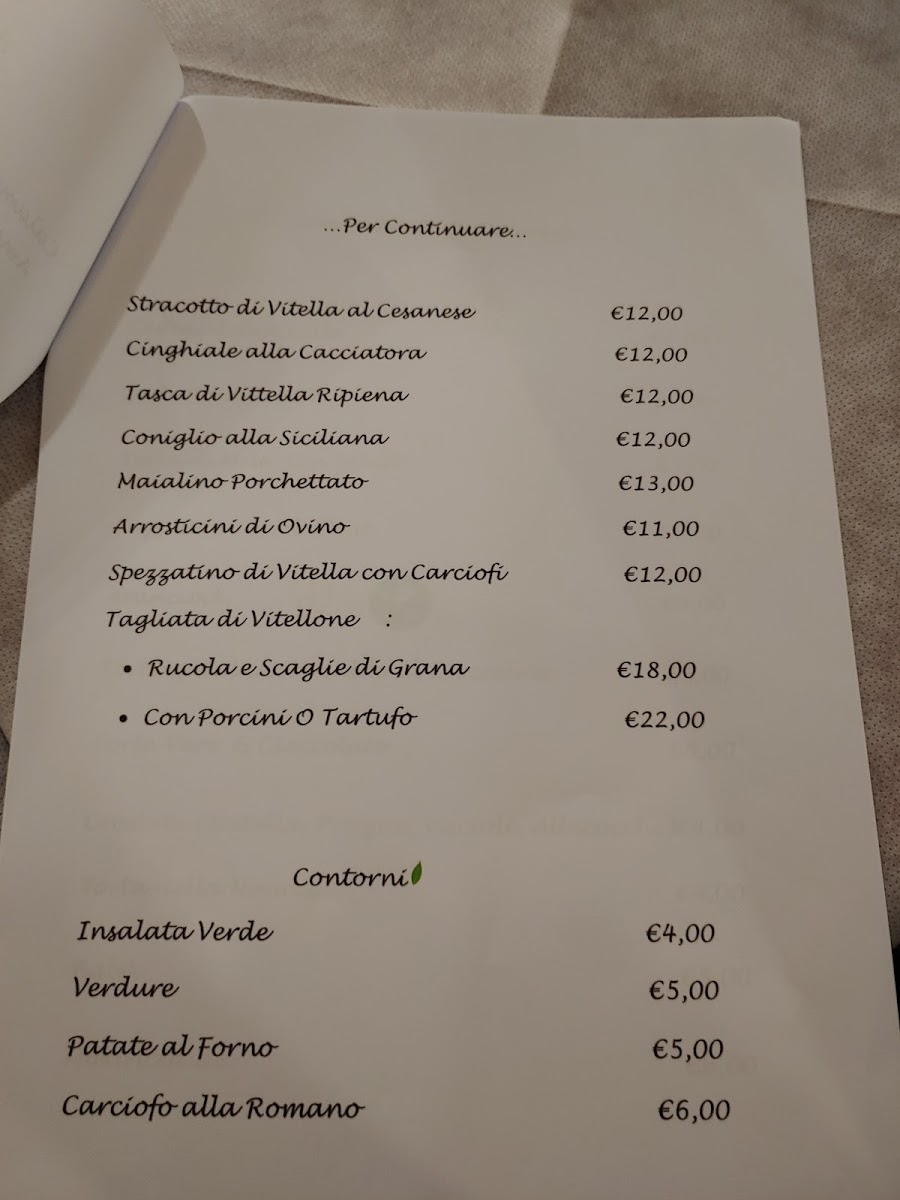 ...Per Continuare...
Stracotto di Vitella al Cesanese €12,00
Cinghiale alla Cacciatora €12,00
Tasca di Vittella Ripiena €12,00
Coniglio alla Siciliana €12,00
Maialino Porchettato €13,00
Arrosticini di Ovino €11,00
Spezzatino di Vitella con Carciofi €12,00
Tagliata di Vitellone :
• Rucola e Scaglie di Grana €18,00
• Con Porcini O Tartufo €22,00
Contorni
Insalata Verde €4,00
Verdure €5,00
Patate al Forno €5,00
Carciofo alla Romano €6,00